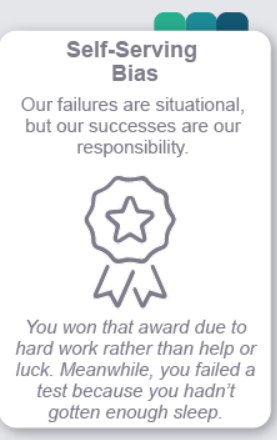 Self-Serving
Bias
Our failures are situational,
but our successes are our
responsibility.
You won that award due to
hard work rather than help or
luck. Meanwhile, you failed a
test because you hadn't
gotten enough sleep.